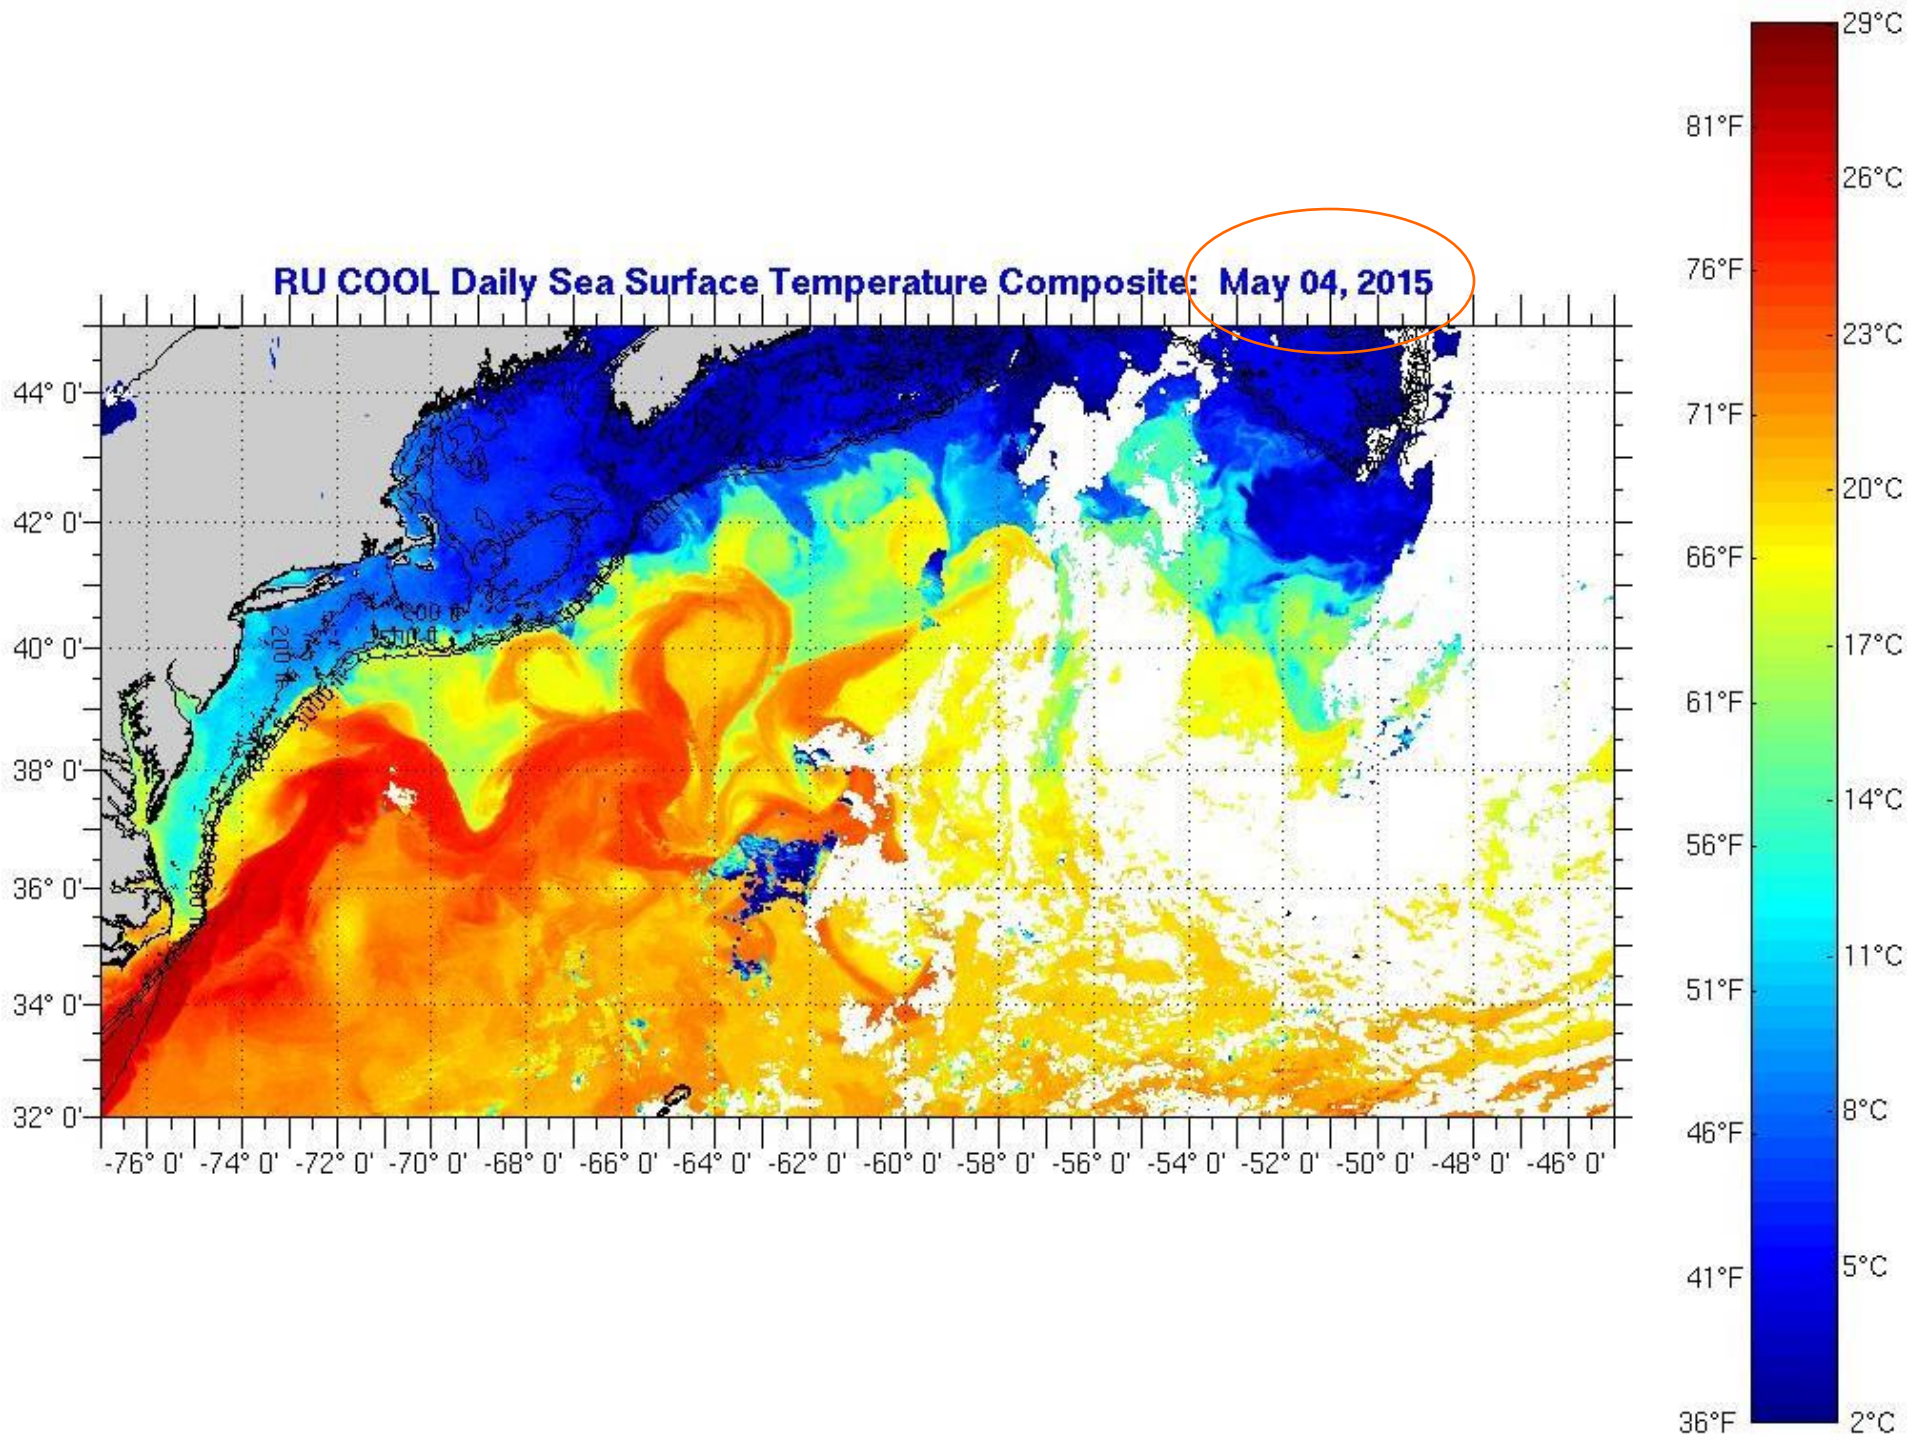 RU COOL Daily Sea Surface Temperature Composite: May 04, 2015
44° 0'
42° 0'
40° 0'
38° 0'
36° 0'
34° 0'
32° 0'
-76° 0' -74° 0' -72° 0' -70° 0' -68° 0' -66° 0' -64° 0' -62° 0' -60° 0' -58° 0' -56° 0' -54° 0' -52° 0' -50° 0' -48° 0' -46° 0'
81°F
76°F
71°F
66°F
61°F
56°F
51°F
46°F
41°F
36°F
29°C
26°C
23°C
20°C
17°C
14°C
11°C
8°C
5°C
2°C